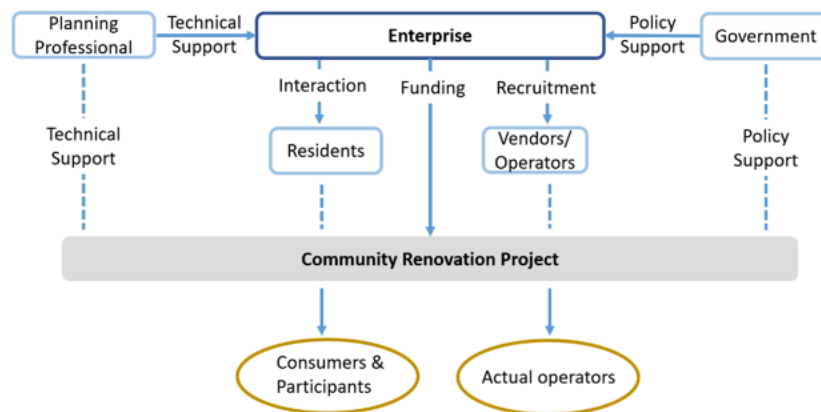 Planning
Professional
Technical
Support
Enterprise
Policy
Support
Government
Interaction
Funding
Recruitment
Technical
Support
Residents
Vendors/
Operators
Policy
Support
Community Renovation Project
Consumers &
Participants
Actual operators